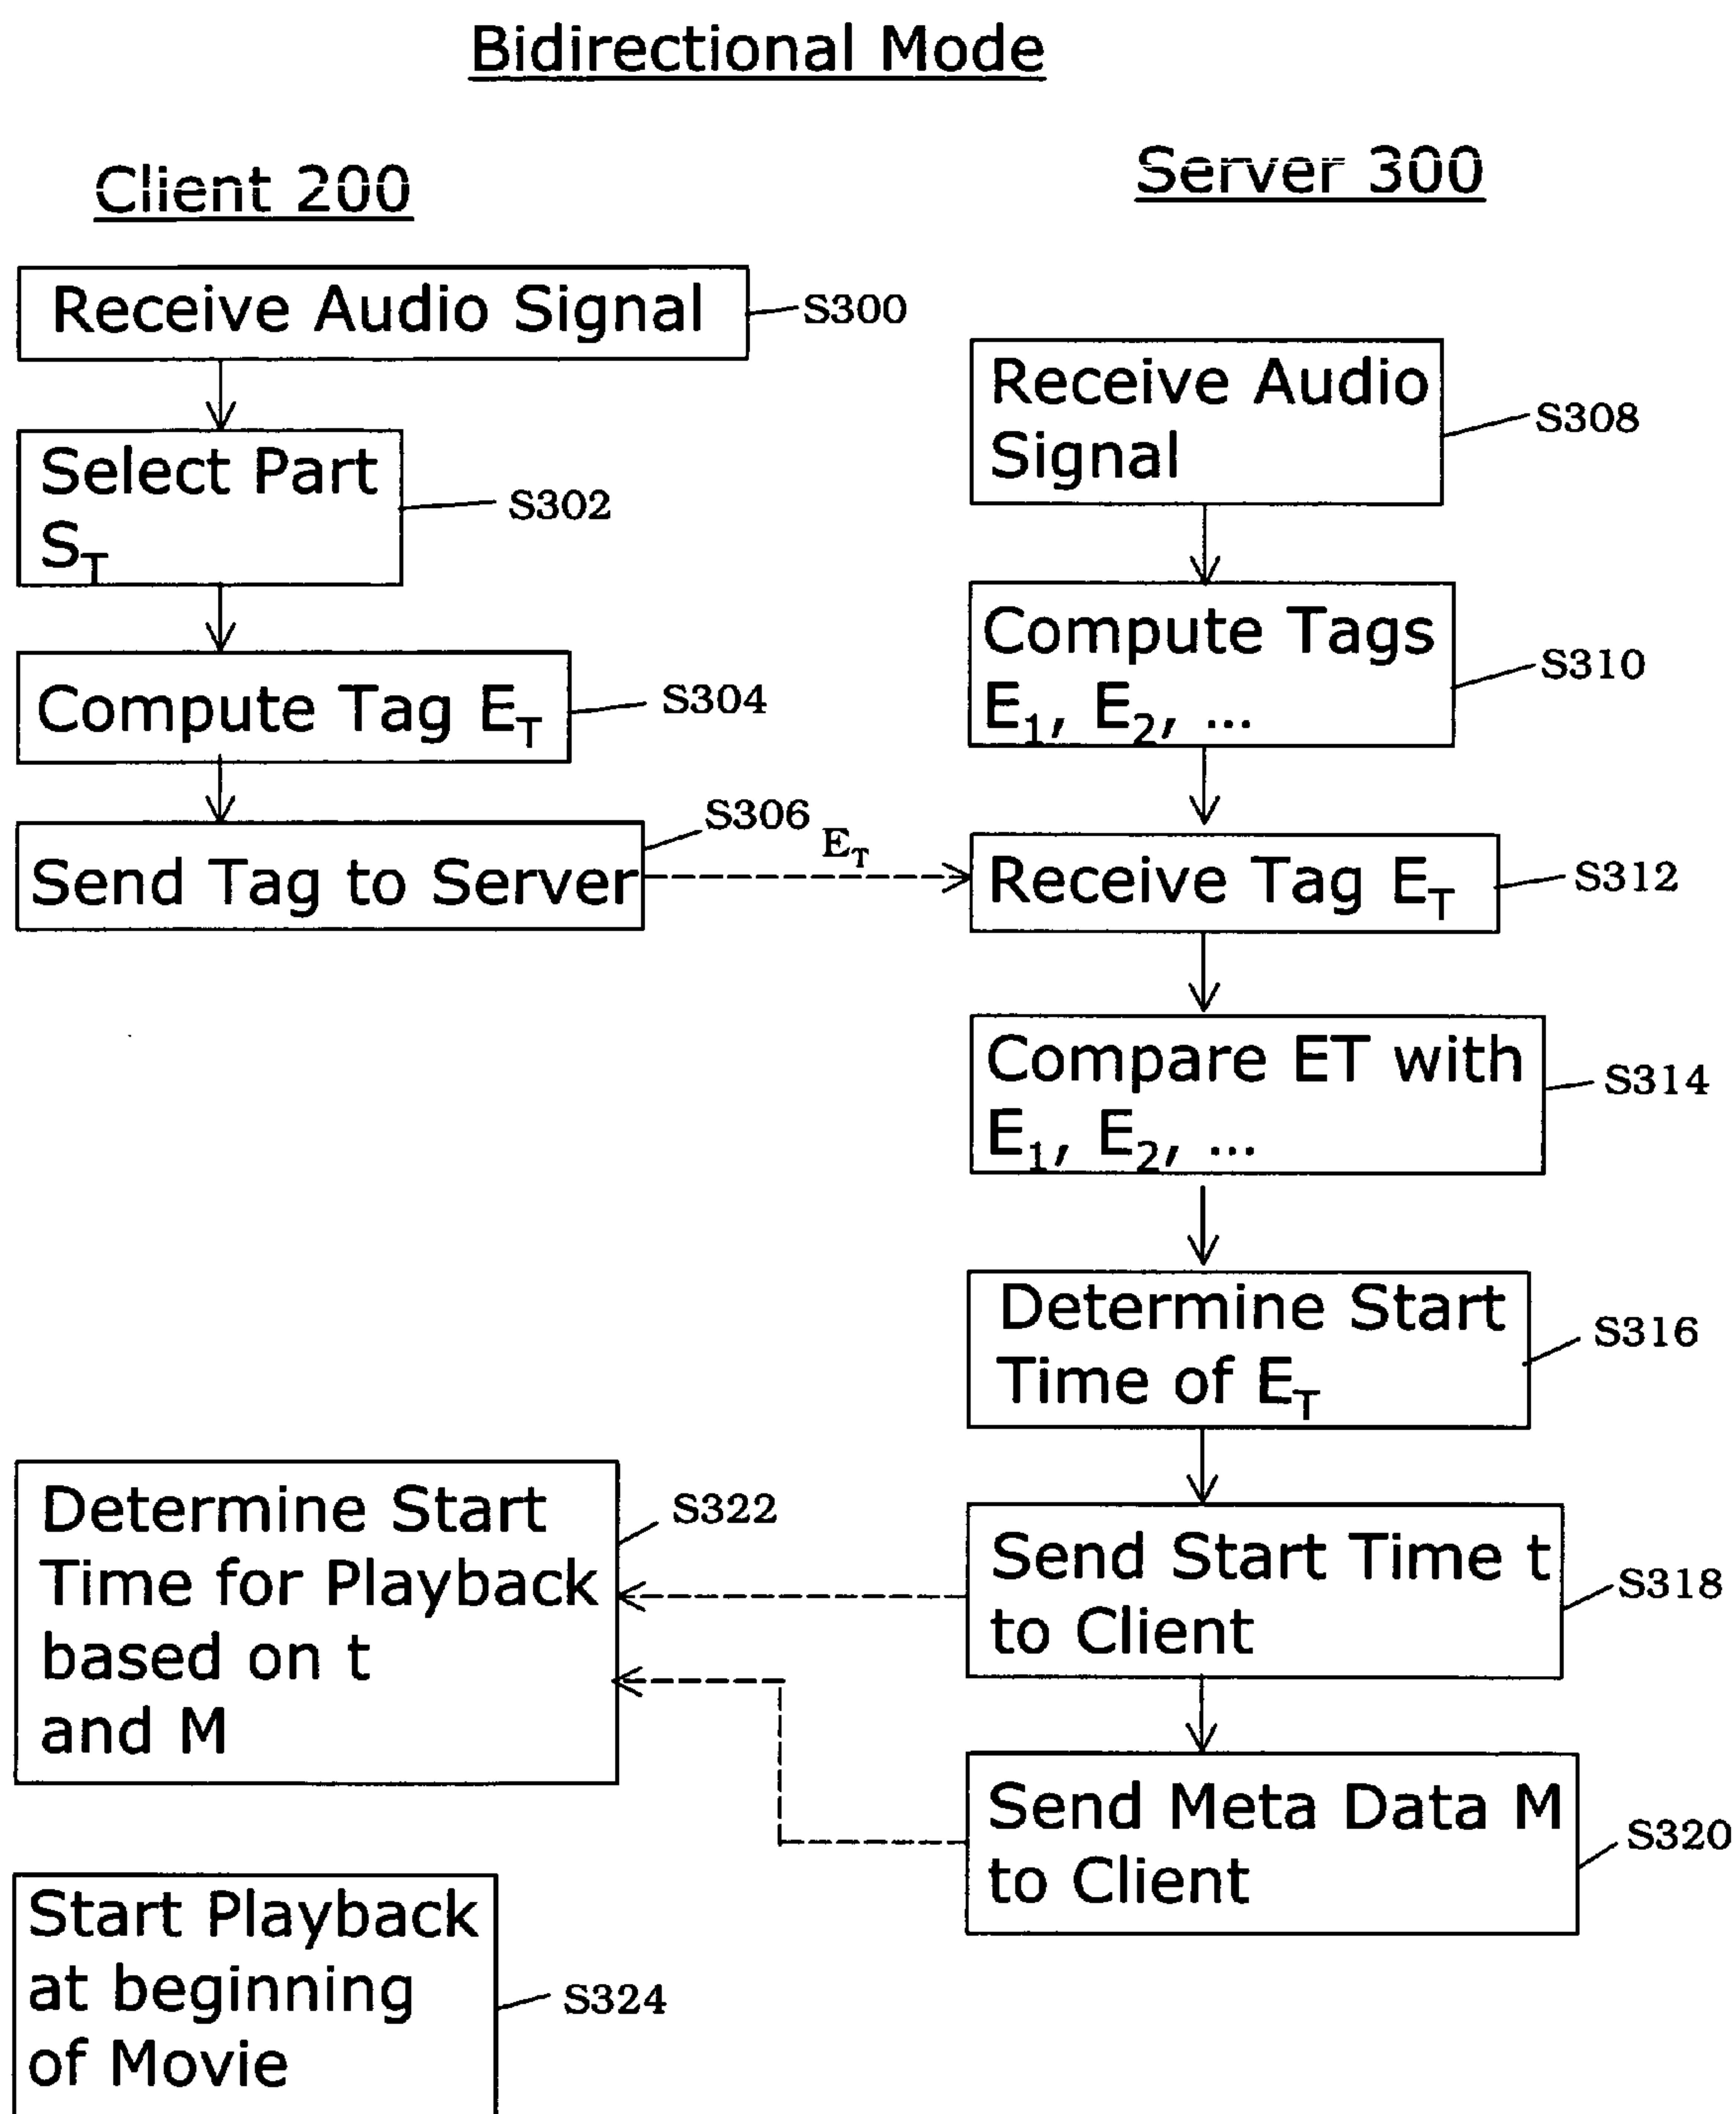 Bidirectional Mode
Client 200
Receive Audio Signal
S300
Select Part
S_T
S302
Compute Tag E_T
S304
Send Tag to Server
S306
E_T
Server 300
Receive Audio
Signal
S308
Compute Tags
E_1, E_2, ...
S310
Receive Tag E_T
S312
Compare ET with
E_1, E_2, ...
S314
Determine Start
Time of E_T
S316
Send Start Time t
to Client
S318
Send Meta Data M
to Client
S320
Determine Start
Time for Playback
based on t
and M
S322
Start Playback
at beginning
of Movie
S324